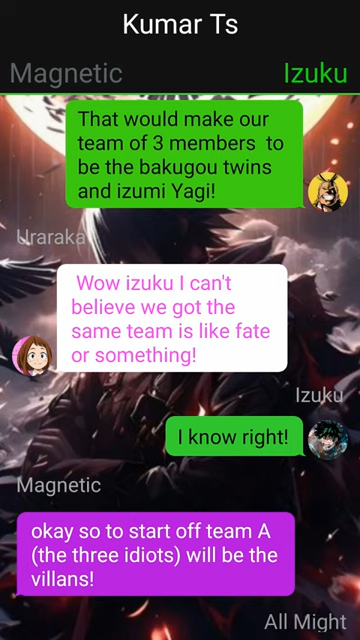 Kumar Ts
Magnetic Izuku
That would make our
team of 3 members to
be the bakugou twins
and izumi Yagi!
Uraraka
Wow izuku I can't
believe we got the
same team is like fate
or something!
Izuku
I know right!
Magnetic
okay so to start off team A
(the three idiots) will be the
villans!
All Might